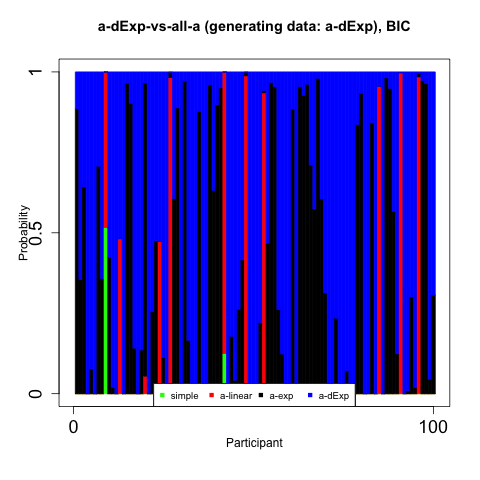 a-dExp-vs-all-a (generating data: a-dExp), BIC
1
0.5
0
Probability
simple a-linear a-exp a-dExp
0 100
Participant